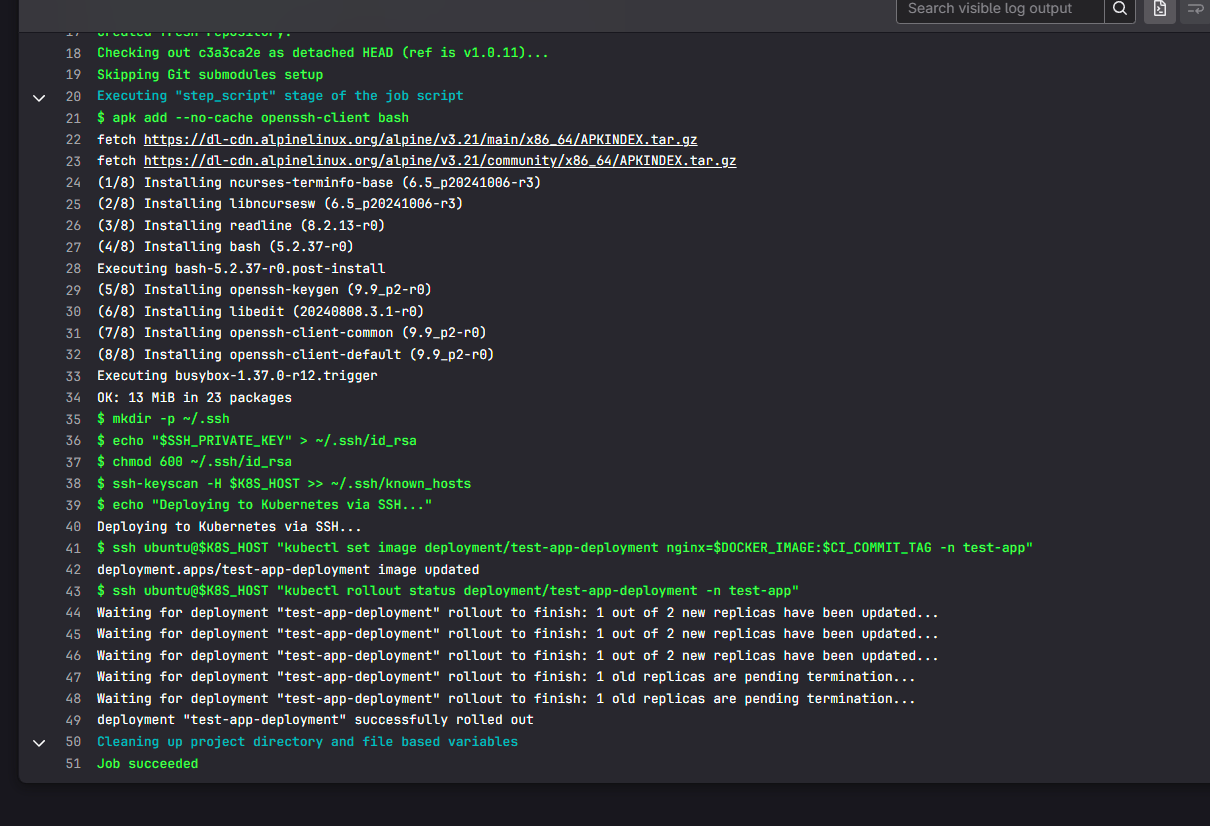 Search visible log output
17 Created fresh repository.
18 Checking out c3a3ca2e as detached HEAD (ref is v1.0.11)...
19 Skipping Git submodules setup
20 Executing "step_script" stage of the job script
21 $ apk add --no-cache openssh-client bash
22 fetch https://dl-cdn.alpinelinux.org/alpine/v3.21/main/x86_64/APKINDEX.tar.gz
23 fetch https://dl-cdn.alpinelinux.org/alpine/v3.21/community/x86_64/APKINDEX.tar.gz
24 (1/8) Installing ncurses-terminfo-base (6.5_p20241006-r3)
25 (2/8) Installing libncursesw (6.5_p20241006-r3)
26 (3/8) Installing readline (8.2.13-r0)
27 (4/8) Installing bash (5.2.37-r0)
28 Executing bash-5.2.37-r0.post-install
29 (5/8) Installing openssh-keygen (9.9_p2-r0)
30 (6/8) Installing libedit (20240808.3.1-r0)
31 (7/8) Installing openssh-client-common (9.9_p2-r0)
32 (8/8) Installing openssh-client-default (9.9_p2-r0)
33 Executing busybox-1.37.0-r12.trigger
34 OK: 13 MiB in 23 packages
35 $ mkdir -p ~/.ssh
36 $ echo "$SSH_PRIVATE_KEY" > ~/.ssh/id_rsa
37 $ chmod 600 ~/.ssh/id_rsa
38 $ ssh-keyscan -H $K8S_HOST >> ~/.ssh/known_hosts
39 $ echo "Deploying to Kubernetes via SSH..."
40 Deploying to Kubernetes via SSH...
41 $ ssh ubuntu@$K8S_HOST "kubectl set image deployment/test-app-deployment nginx=$DOCKER_IMAGE:$CI_COMMIT_TAG -n test-app"
42 deployment.apps/test-app-deployment image updated
43 $ ssh ubuntu@$K8S_HOST "kubectl rollout status deployment/test-app-deployment -n test-app"
44 Waiting for deployment "test-app-deployment" rollout to finish: 1 out of 2 new replicas have been updated...
45 Waiting for deployment "test-app-deployment" rollout to finish: 1 out of 2 new replicas have been updated...
46 Waiting for deployment "test-app-deployment" rollout to finish: 1 out of 2 new replicas have been updated...
47 Waiting for deployment "test-app-deployment" rollout to finish: 1 old replicas are pending termination...
48 Waiting for deployment "test-app-deployment" rollout to finish: 1 old replicas are pending termination...
49 deployment "test-app-deployment" successfully rolled out
50 Cleaning up project directory and file based variables
51 Job succeeded